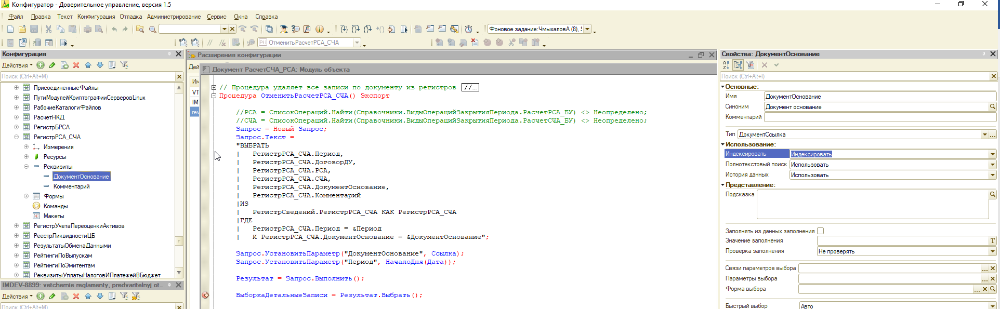 Конфигуратор - Доверительное управление, версия 1.5
Файл Правка Текст Конфигурация Отладка Администрирование Сервис Окна Справка
Фоновое задание:ЧмыхаловА (8), :
ОтменитьРасчетРСА_СЧА
Конфигурация
Действия
Поиск (Ctrl+Alt+M)
ПрисоединенныеФайлы
ПутиМодулейКриптографииСерверовLinux
РабочиеКаталогиФайлов
РасчетНКД
РегистрБРСА
РегистрРСА_СЧА
Измерения
Ресурсы
Реквизиты
ДокументОснование
Комментарий
Формы
Команды
Макеты
РегистрУчетаПереоценкиАктивов
РеестрЛиквидностиЦБ
РезультатыОбменаДанными
РейтингиПоВыпускам
РейтингиПоЭмитентам
РеквизитыУплатыНалоговИПлатежейВБюджет
IMDEV-8899: vetchernie reglamenty, predvaritelnyj ot...
Действия
Поиск (Ctrl+Alt+M)
Расширения конфигурации
Дей
Им
VT
IM
rev
Документ РасчетСЧА_РСА: Модуль объекта
// Процедура удаляет все записи по документу из регистров //...
Процедура ОтменитьРасчетРСА_СЧА() Экспорт
//РСА = СписокОпераций.Найти(Справочники.ВидыОперацийЗакрытияПериода.РасчетРСА_БУ) <> Неопределено;
//СЧА = СписокОпераций.Найти(Справочники.ВидыОперацийЗакрытияПериода.РасчетСЧА_БУ) <> Неопределено;
Запрос = Новый Запрос;
Запрос.Текст =
"ВЫБРАТЬ
| РегистрРСА_СЧА.Период,
| РегистрРСА_СЧА.ДоговорДУ,
| РегистрРСА_СЧА.РСА,
| РегистрРСА_СЧА.СЧА,
| РегистрРСА_СЧА.ДокументОснование,
| РегистрРСА_СЧА.Комментарий
|ИЗ
| РегистрСведений.РегистрРСА_СЧА КАК РегистрРСА_СЧА
|ГДЕ
| РегистрРСА_СЧА.Период = &Период
| И РегистрРСА_СЧА.ДокументОснование = &ДокументОснование";
Запрос.УстановитьПараметр("ДокументОснование", Ссылка);
Запрос.УстановитьПараметр("Период", НачалоДня(Дата));
Результат = Запрос.Выполнить();
ВыборкаДетальныеЗаписи = Результат.Выбрать();
Свойства: ДокументОснование
Поиск (Ctrl+Alt+I)
Основные:
Имя ДокументОснование
Синоним Документ основание
Комментарий
Тип ДокументСсылка
Использование:
Индексировать Индексировать
Полнотекстовый поиск Использовать
История данных Использовать
Представление:
Подсказка
Заполнять из данных заполнения
Значение заполнения
Проверка заполнения Не проверять
Связи параметров выбора
Параметры выбора
Форма выбора
Быстрый выбор Авто